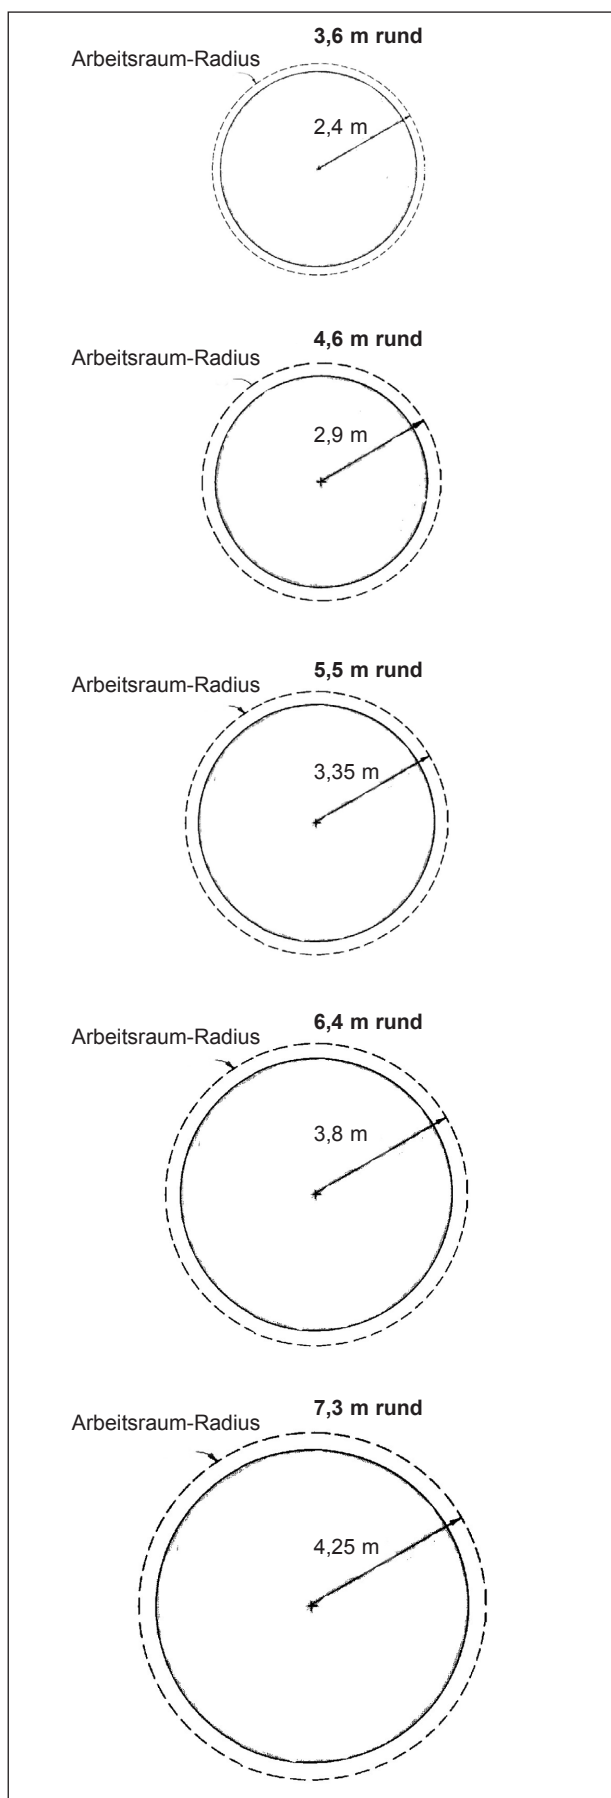 3,6 m rund
Arbeitsraum-Radius
2,4 m
4,6 m rund
Arbeitsraum-Radius
2,9 m
5,5 m rund
Arbeitsraum-Radius
3,35 m
6,4 m rund
Arbeitsraum-Radius
3,8 m
7,3 m rund
Arbeitsraum-Radius
4,25 m